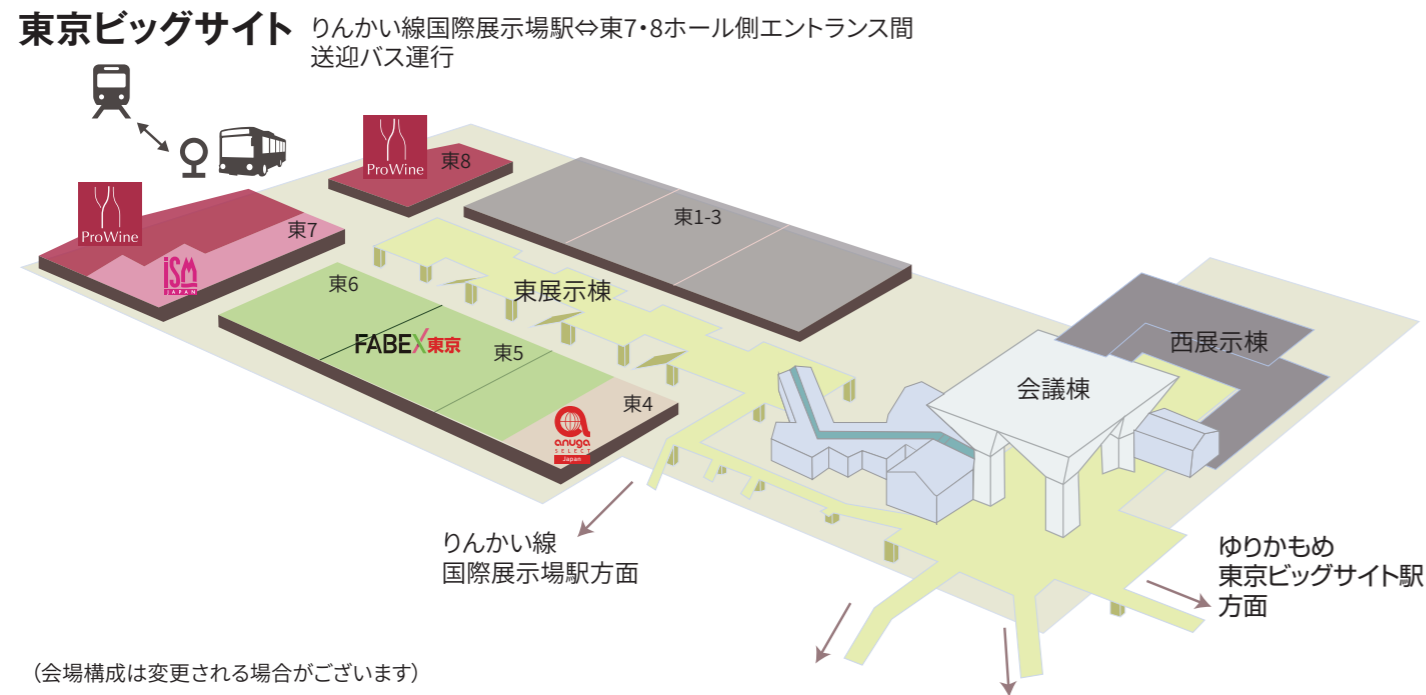 東京ビッグサイト
りんかい線国際展示場駅⇔東7・8ホール側エントランス間
送迎バス運行
ProWine
東8
ProWine
東7
東1-3
ism
JAPAN
東6
東展示棟
FABEX東京
東5
西展示棟
会議棟
東4
anuga
SELECT
Japan
りんかい線
国際展示場駅方面
ゆりかもめ
東京ビッグサイト駅
方面
（会場構成は変更される場合がございます）